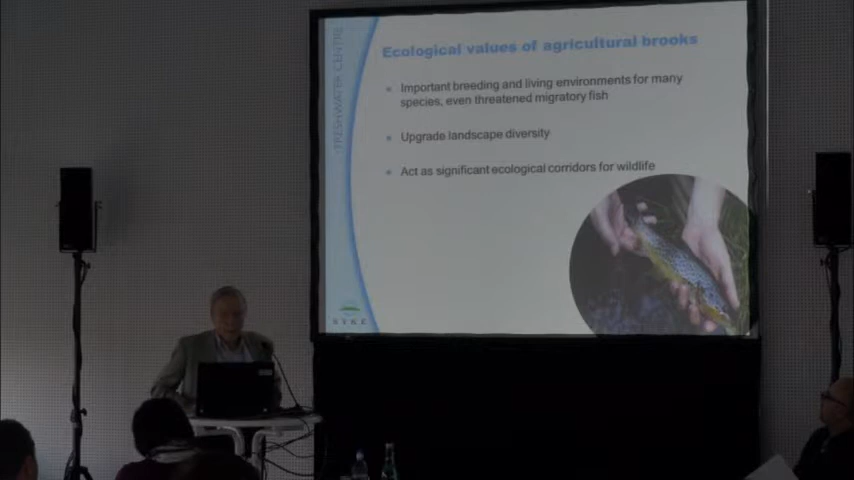 FRESHWATER CENTRE
Ecological values of agricultural brooks
Important breeding and living environments for many
species, even threatened migratory fish
Upgrade landscape diversity
Act as significant ecological corridors for wildlife
SYKE